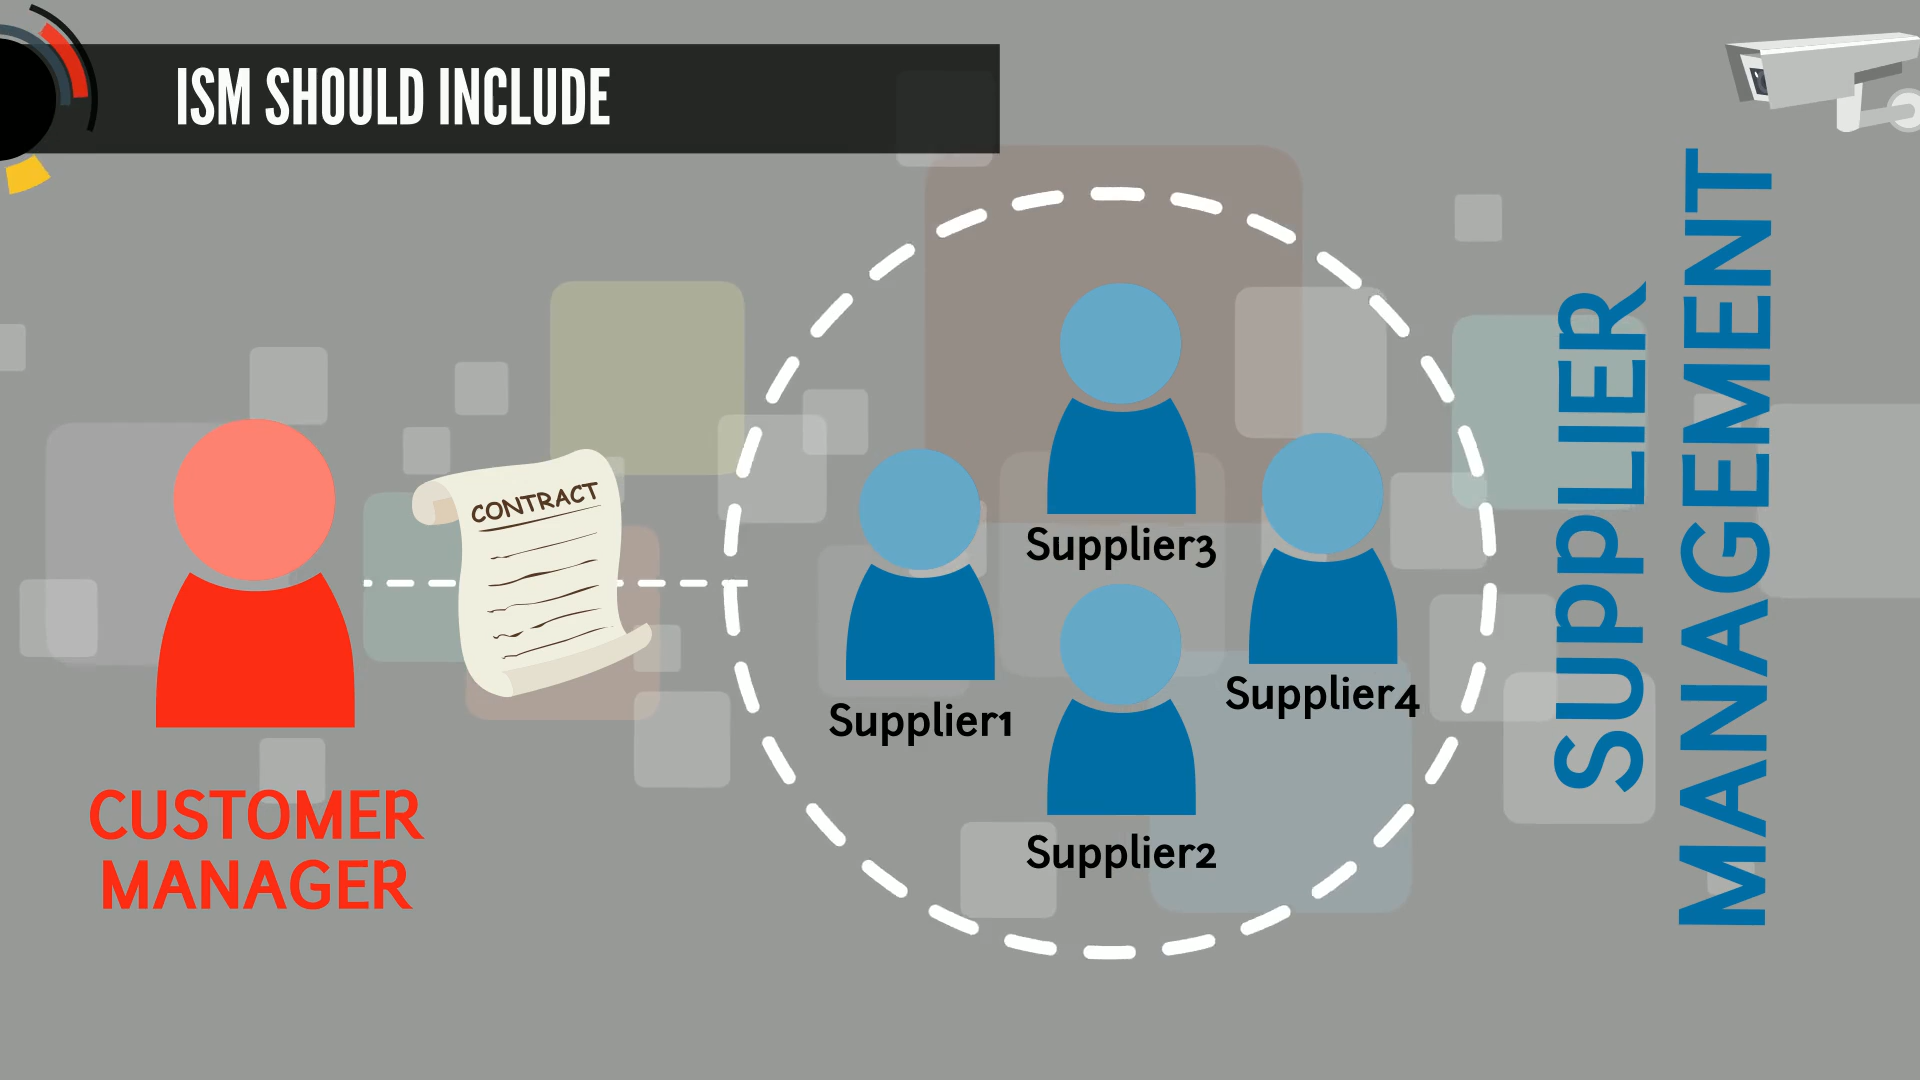 ISM SHOULD INCLUDE
CONTRACT
CUSTOMER
MANAGER
Supplier1
Supplier3
Supplier2
Supplier4
SUPPLIER
MANAGEMENT